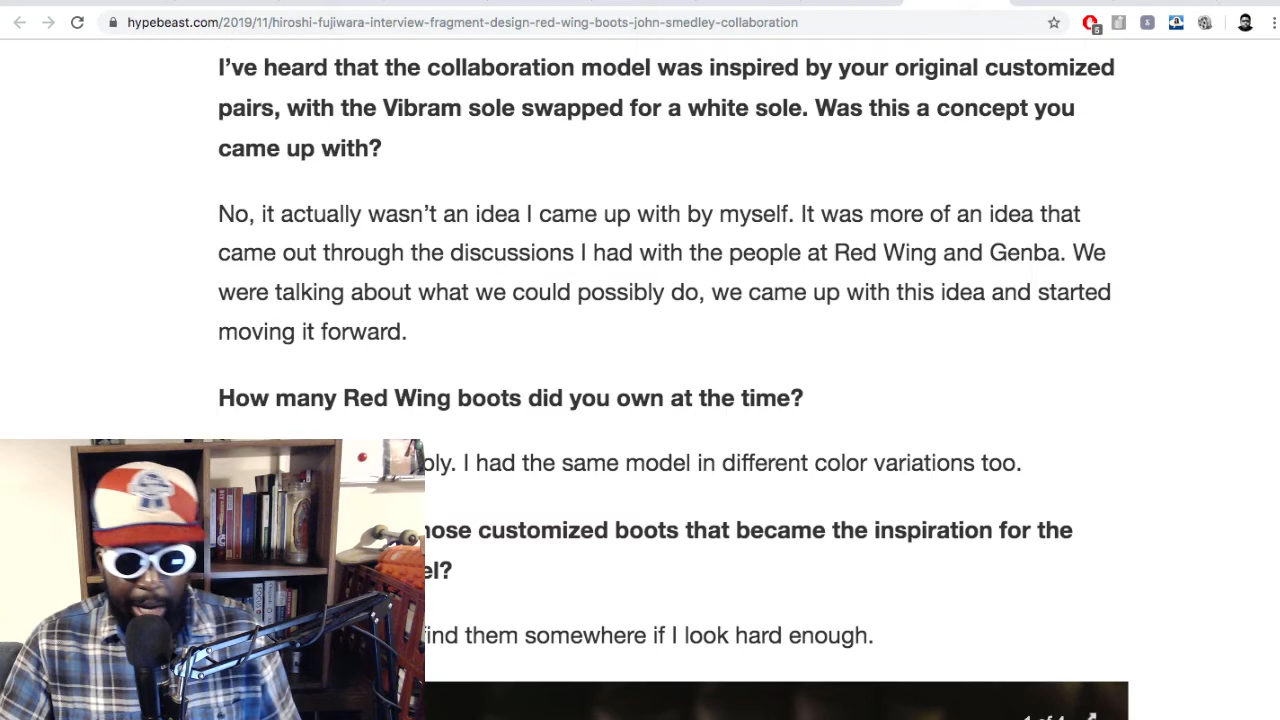 hypebeast.com/2019/11/hiroshi-fujiwara-interview-fragment-design-red-wing-boots-john-smedley-collaboration
5
I’ve heard that the collaboration model was inspired by your original customized
pairs, with the Vibram sole swapped for a white sole. Was this a concept you
came up with?
No, it actually wasn’t an idea I came up with by myself. It was more of an idea that
came out through the discussions I had with the people at Red Wing and Genba. We
were talking about what we could possibly do, we came up with this idea and started
moving it forward.
How many Red Wing boots did you own at the time?
bly. I had the same model in different color variations too.
hose customized boots that became the inspiration for the
el?
find them somewhere if I look hard enough.
FOCUS